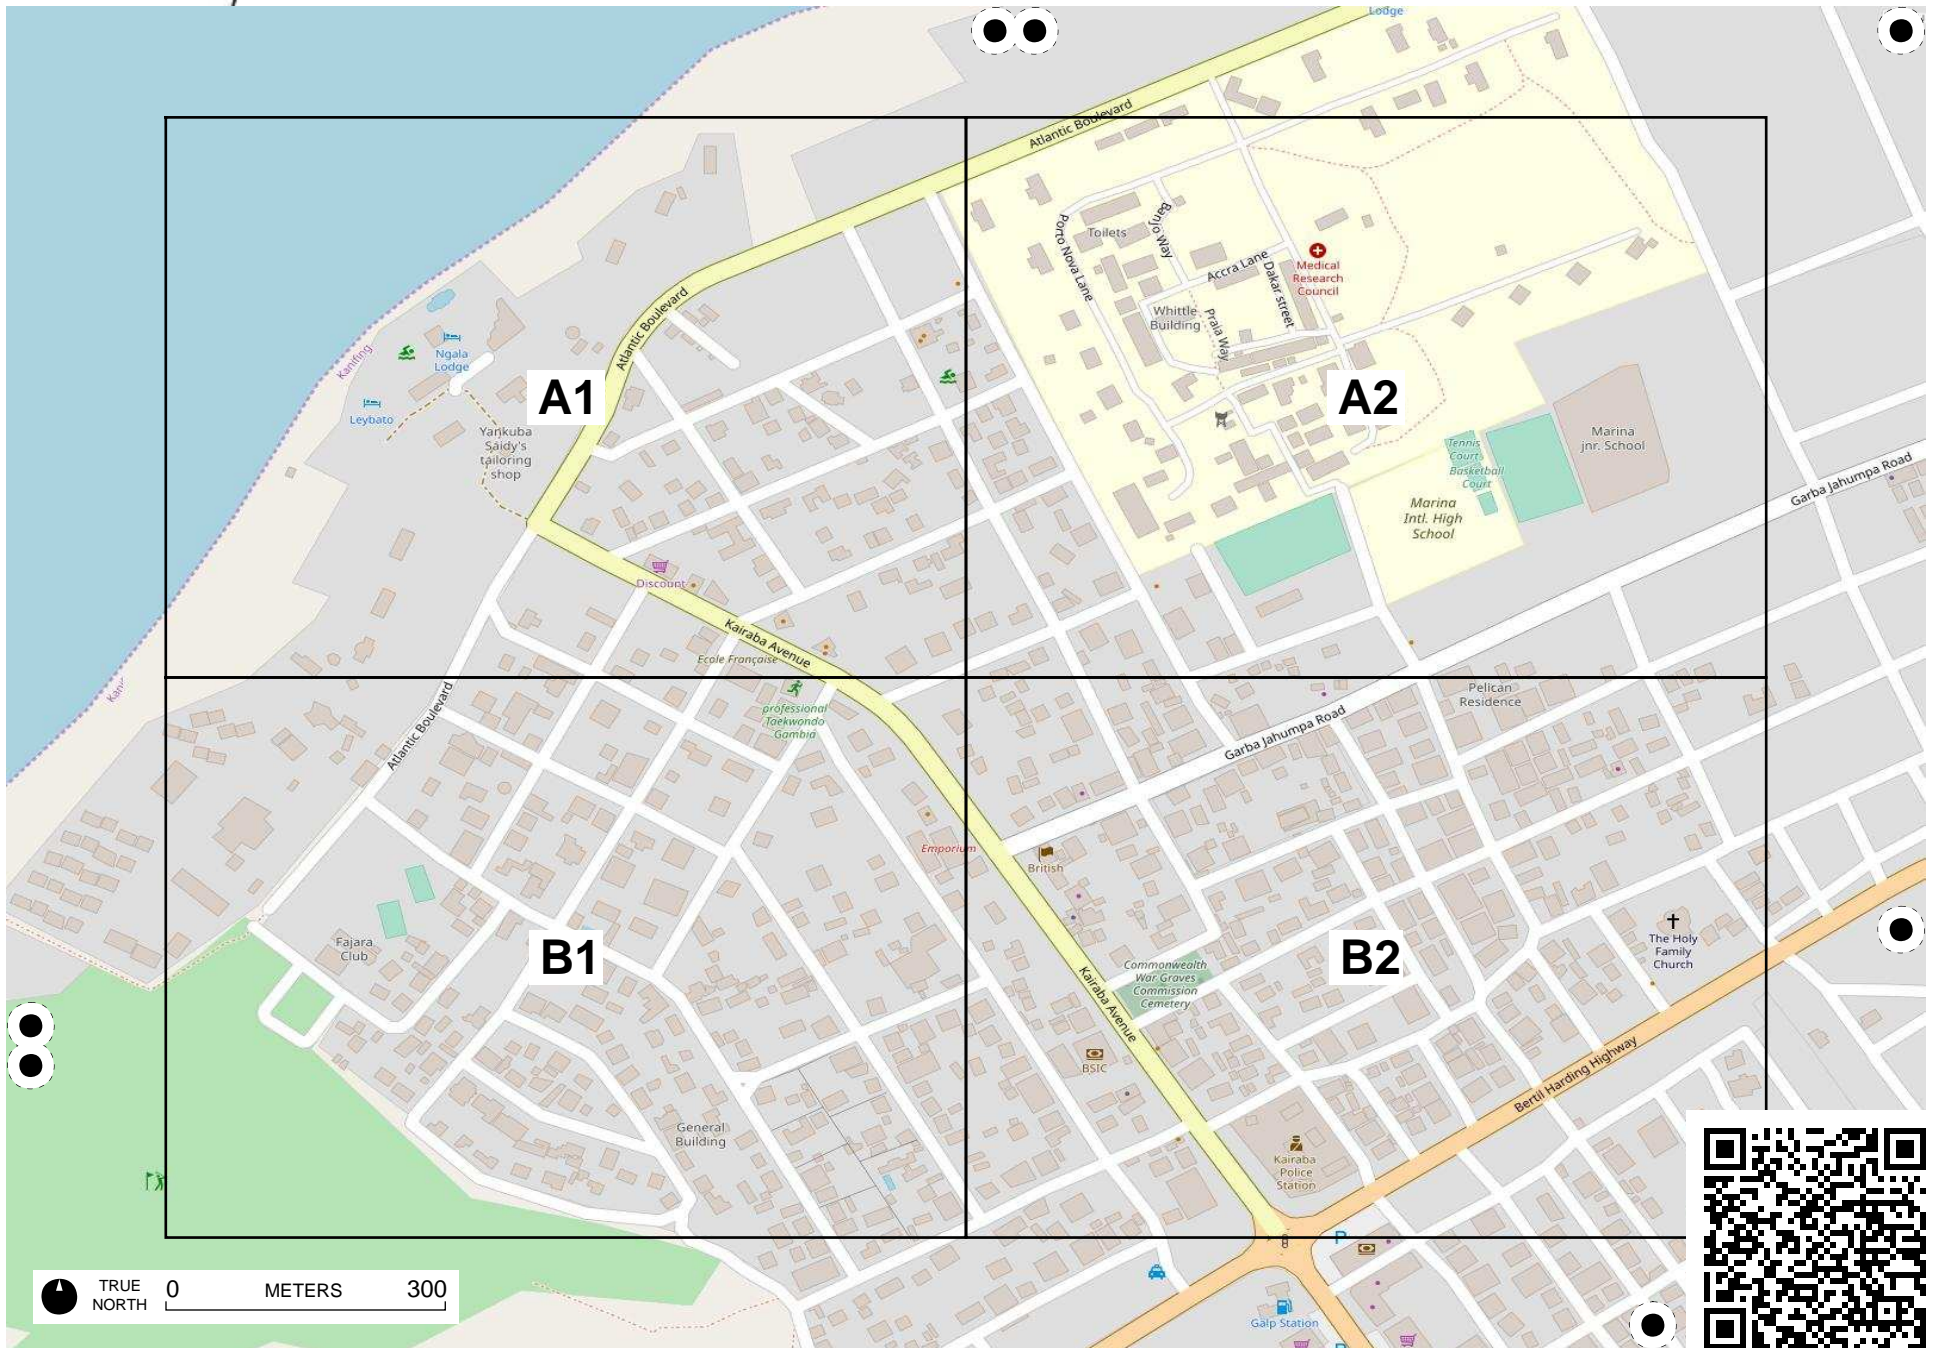 Lodge
Atlantic Boulevard
Toilets
Banjo Way
Porto Nova Lane
Accra Lane
Dakar street
Medical
Research
Council
Whittle
Building
Praia Way
Atlantic Boulevard
Kanifing
Ngala
Lodge
Leybato
A1
A2
Yankuba
Saidy's
tailoring
shop
Tennis
Court
Basketball
Court
Marina
jnr. School
Marina
Intl. High
School
Garba Jahumpa Road
Discount
Kairaba Avenue
Ecole Française
Atlantic Boulevard
professional
Taekwondo
Gambia
Pelican
Residence
Garba Jahumpa Road
Emporium
British
Fajara
Club
B1
B2
Commonwealth
War Graves
Commission
Cemetery
The Holy
Family
Church
Kairaba Avenue
BSIC
Bertil Harding Highway
General
Building
Kairaba
Police
Station
P
Galp Station
TRUE
NORTH
0 METERS 300